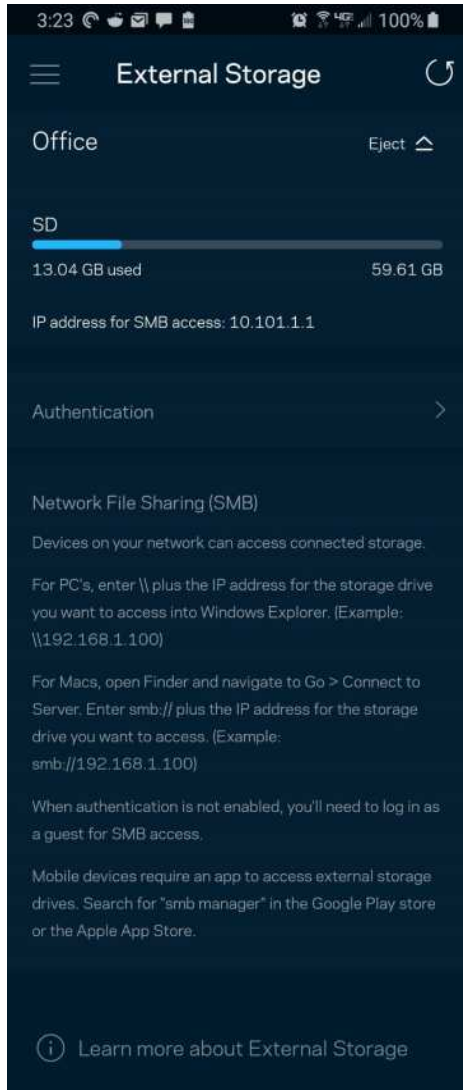 3:23 100%
External Storage
Office Eject
SD
13.04 GB used 59.61 GB
IP address for SMB access: 10.101.1.1
Authentication
Network File Sharing (SMB)
Devices on your network can access connected storage.
For PC's, enter \\ plus the IP address for the storage drive
you want to access into Windows Explorer. (Example:
\\192.168.1.100)
For Macs, open Finder and navigate to Go > Connect to
Server. Enter smb:// plus the IP address for the storage
drive you want to access. (Example:
smb://192.168.1.100)
When authentication is not enabled, you'll need to log in as
a guest for SMB access.
Mobile devices require an app to access external storage
drives. Search for "smb manager" in the Google Play store
or the Apple App Store.
Learn more about External Storage